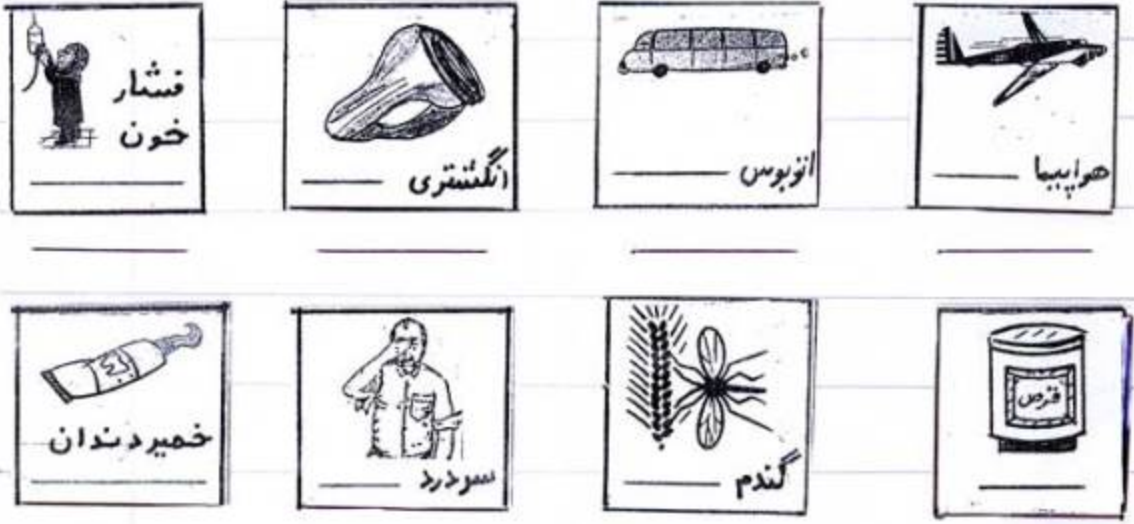 هواپیما
اتوبوس
انگشتری
فشار
خون
قرص
گندم
سردرد
خمیردندان